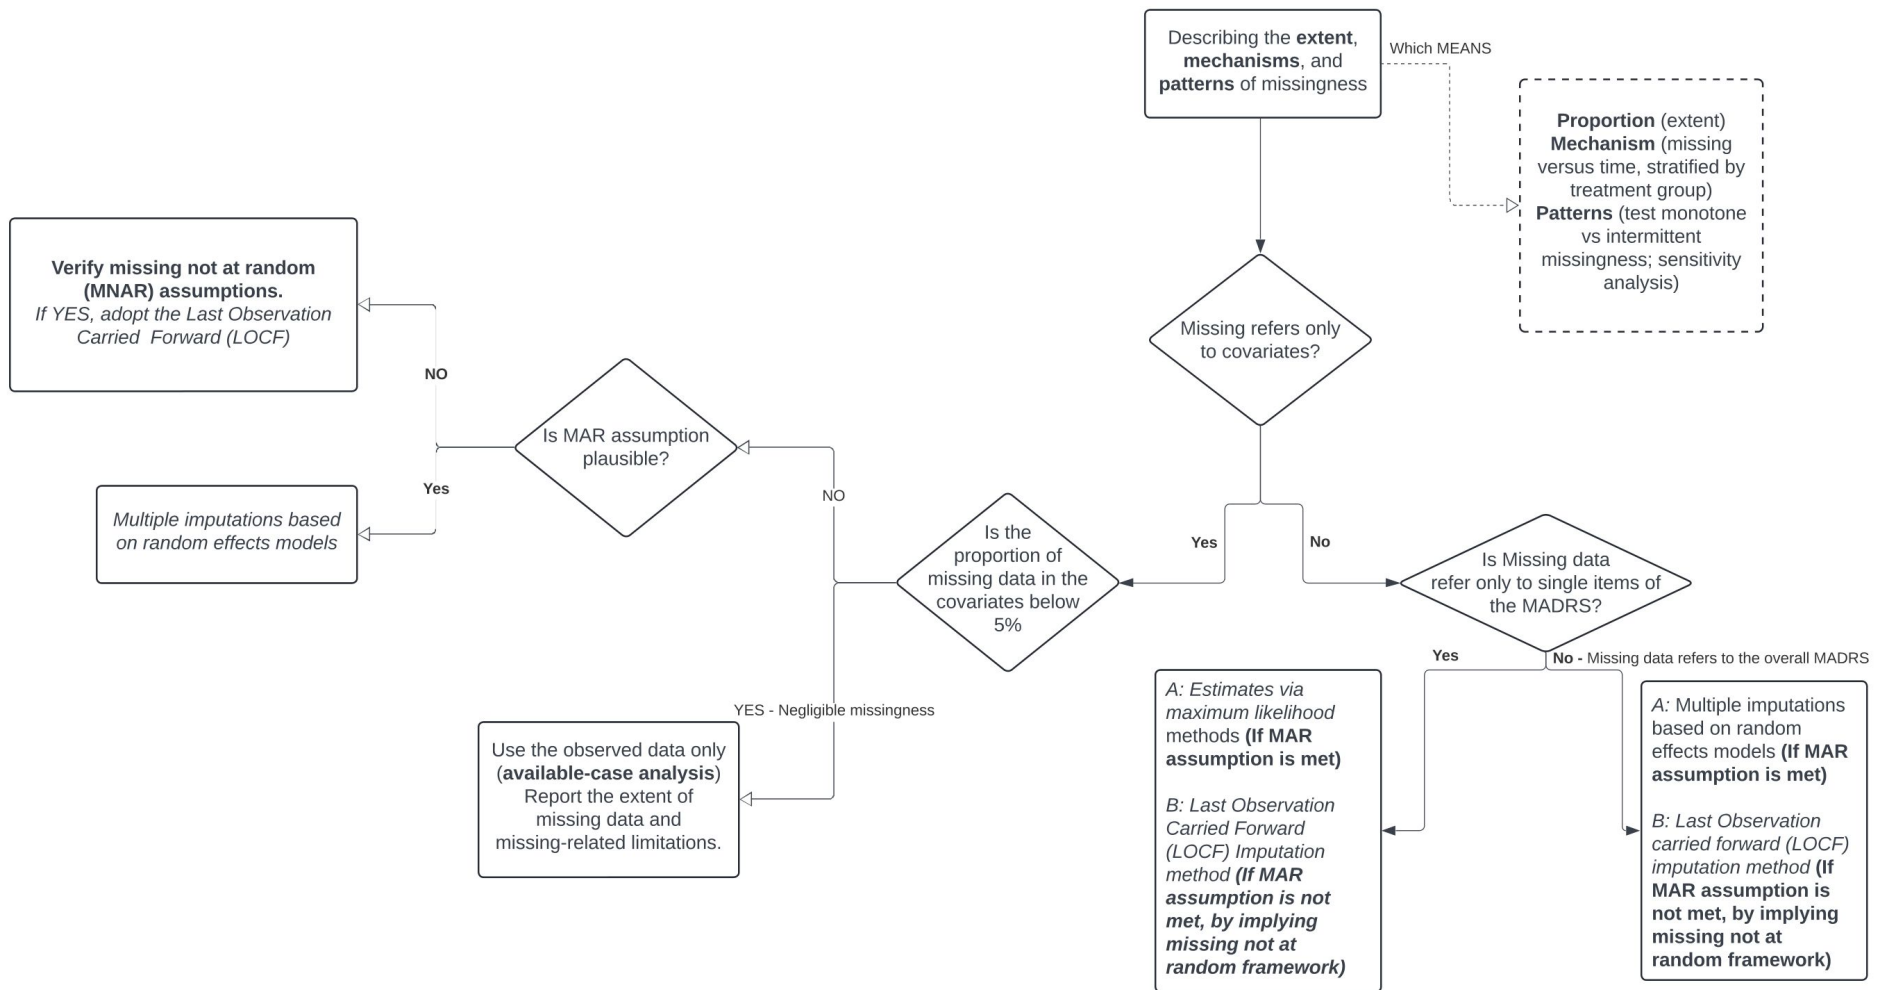 Describing the extent,
mechanisms, and
patterns of missingness
Which MEANS
Proportion (extent)
Mechanism (missing
versus time, stratified by
treatment group)
Patterns (test monotone
vs intermittent
missingness; sensitivity
analysis)
Missing refers only
to covariates?
Yes
No
Is the
proportion of
missing data in the
covariates below
5%
NO
YES - Negligible missingness
Is MAR assumption
plausible?
NO
Yes
Verify missing not at random
(MNAR) assumptions.
If YES, adopt the Last Observation
Carried  Forward (LOCF)
Multiple imputations based
on random effects models
Use the observed data only
(available-case analysis)
Report the extent of
missing data and
missing-related limitations.
Is Missing data
refer only to single items of
the MADRS?
Yes
No - Missing data refers to the overall MADRS
A: Estimates via
maximum likelihood
methods (If MAR
assumption is met)
B: Last Observation
Carried Forward
(LOCF) Imputation
method (If MAR
assumption is not
met, by implying
missing not at
random framework)
A: Multiple imputations
based on random
effects models (If MAR
assumption is met)
B: Last Observation
carried forward (LOCF)
imputation method (If
MAR assumption is
not met, by implying
missing not at
random framework)